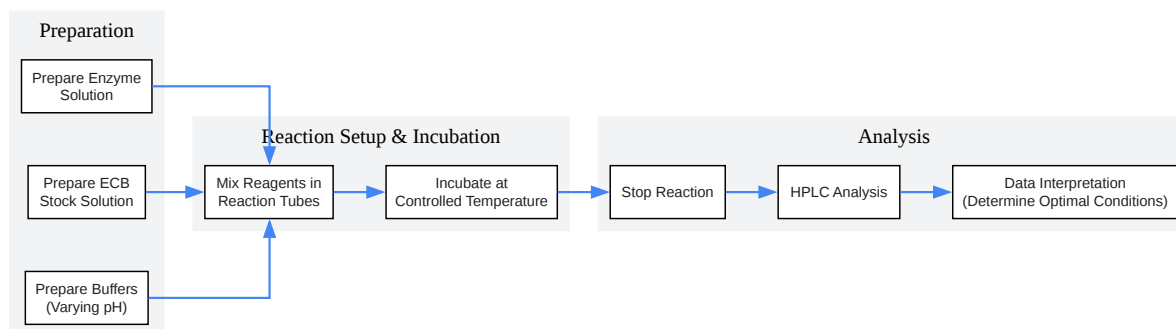 Preparation
Prepare Enzyme
Solution
Prepare ECB
Stock Solution
Prepare Buffers
(Varying pH)
Reaction Setup & Incubation
Mix Reagents in
Reaction Tubes
Incubate at
Controlled Temperature
Analysis
Stop Reaction
HPLC Analysis
Data Interpretation
(Determine Optimal Conditions)